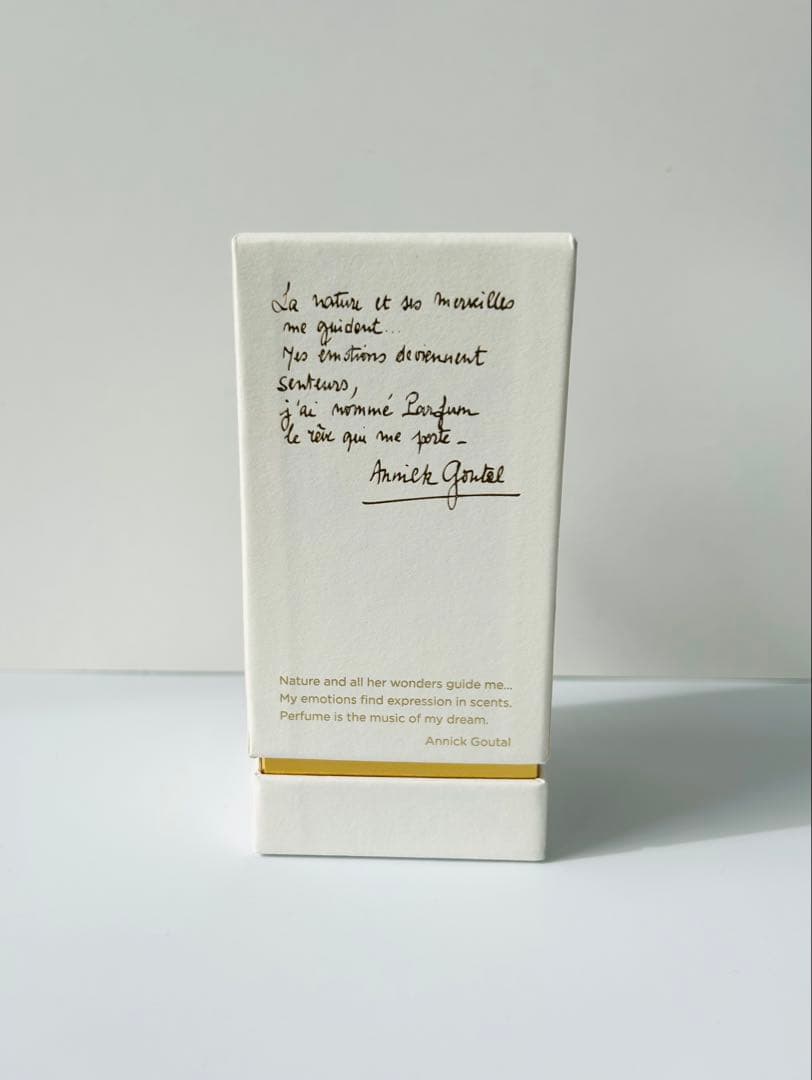 La nature et ses merveilles
me guident...
Mes émotions deviennent
senteurs,
j'ai nommé Parfum
le rêve qui me porte -
Annick Goutal
Nature and all her wonders guide me...
My emotions find expression in scents.
Perfume is the music of my dream.
Annick Goutal